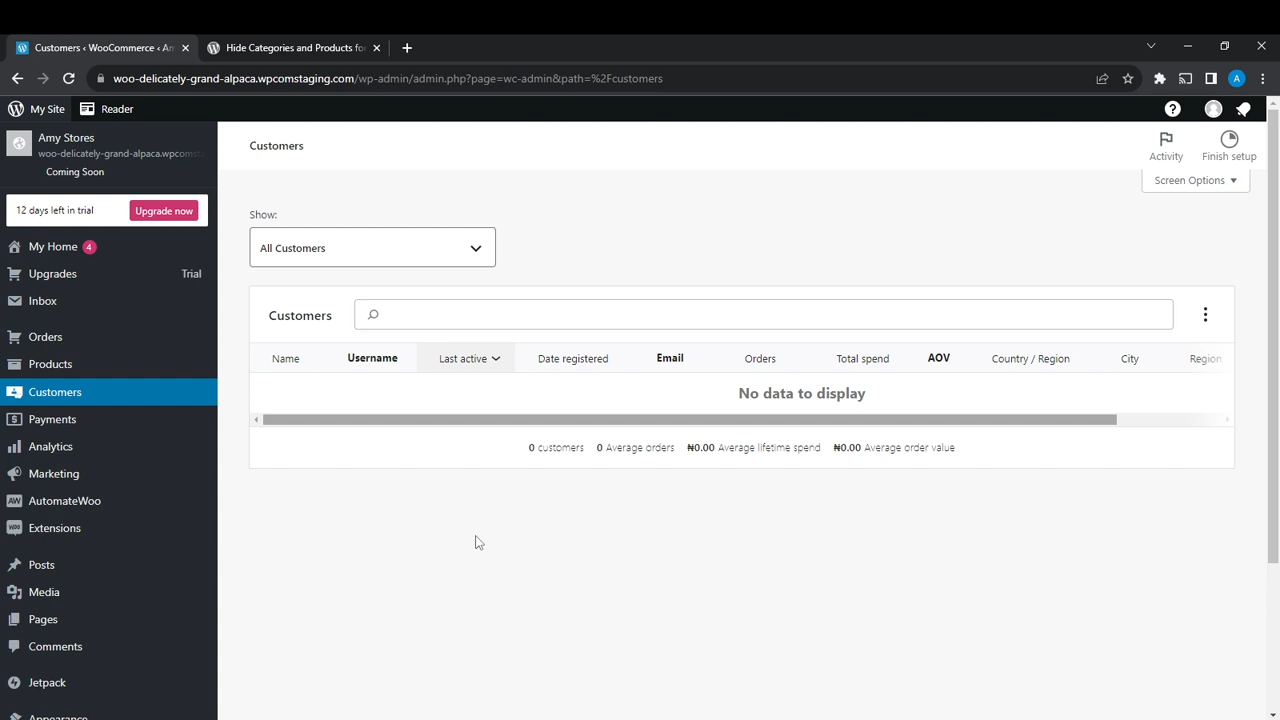 Customers ‹ WooCommerce ‹ Am
Hide Categories and Products fo
woo-delicately-grand-alpaca.wpcomstaging.com/wp-admin/admin.php?page=wc-admin&path=%2Fcustomers
A
My Site
Reader
Amy Stores
woo-delicately-grand-alpaca.wpcomst
Coming Soon
12 days left in trial
Upgrade now
My Home 4
Upgrades Trial
Inbox
Orders
Products
Customers
Payments
Analytics
Marketing
AutomateWoo
Extensions
Posts
Media
Pages
Comments
Jetpack
Appearance
Customers
Activity
Finish setup
Screen Options
Show:
All Customers
Customers
Name Username Last active Date registered Email Orders Total spend AOV Country / Region City Region
No data to display
0 customers 0 Average orders ₦0.00 Average lifetime spend ₦0.00 Average order value